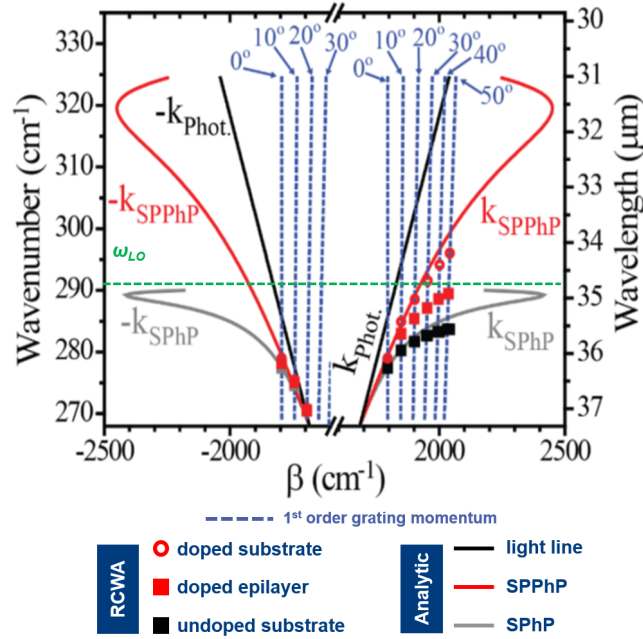 Wavenumber (cm⁻¹)
330
320
310
300
290
280
270
-2500
-2000
2000
2500
β (cm⁻¹)
30
31
32
33
34
35
36
37
Wavelength (μm)
0°
10°
20°
30°
0°
10°
20°
30°
40°
50°
-k_Phot.
-k_SPPhP
ω_LO
-k_SPhP
k_Phot.
k_SPPhP
k_SPhP
1st order grating momentum
RCWA
doped substrate
doped epilayer
undoped substrate
Analytic
light line
SPPhP
SPhP